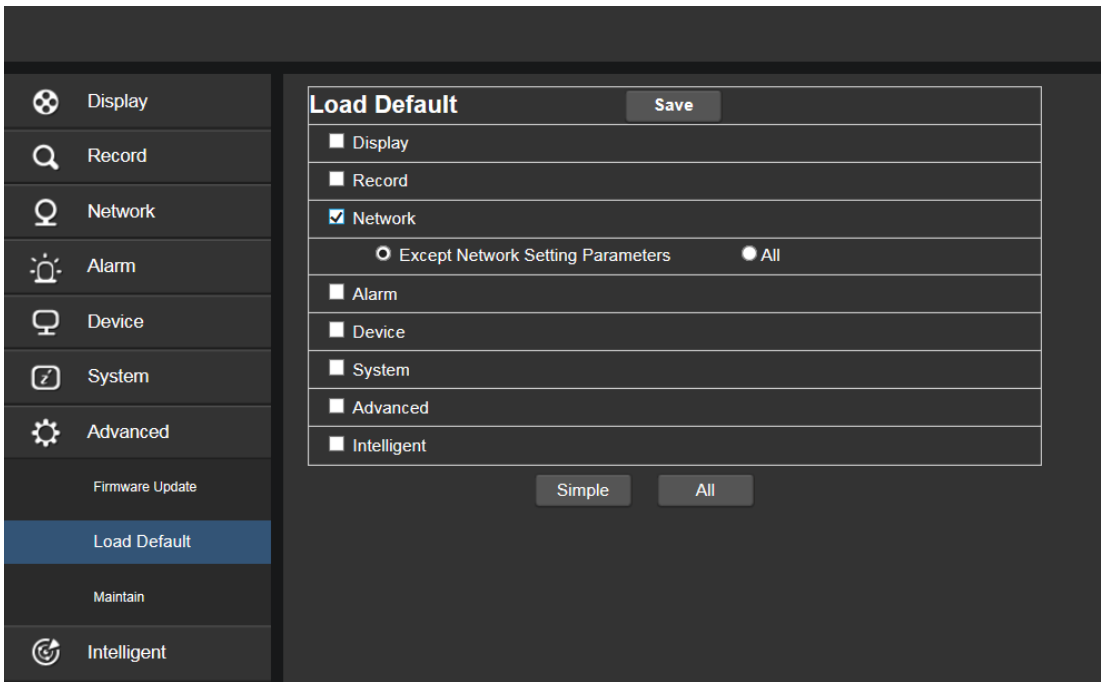 Display
Record
Network
Alarm
Device
System
Advanced
Firmware Update
Load Default
Maintain
Intelligent
Load Default Save
Display
Record
Network
Except Network Setting Parameters All
Alarm
Device
System
Advanced
Intelligent
Simple All